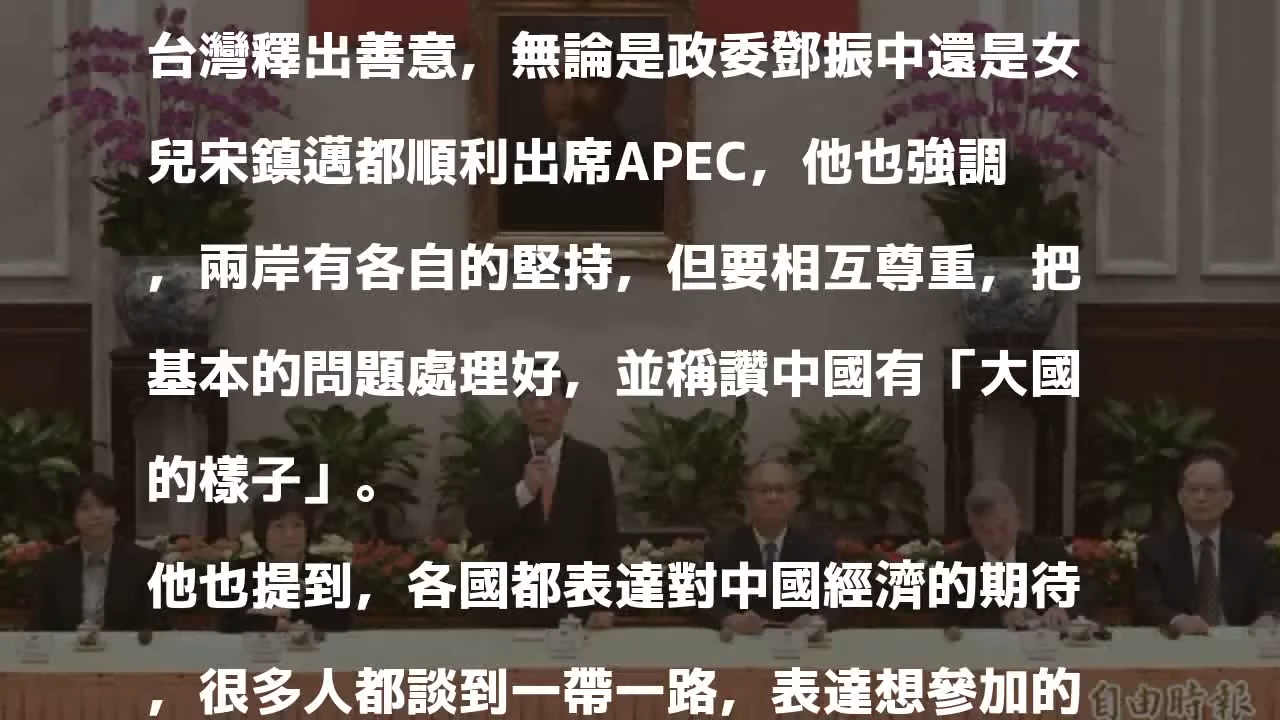 台灣釋出善意，無論是政委鄧振中還是女
兒宋鎮邁都順利出席APEC，他也強調
，兩岸有各自的堅持，但要相互尊重，把
基本的問題處理好，並稱讚中國有「大國
的樣子」。
他也提到，各國都表達對中國經濟的期待
，很多人都談到一帶一路，表達想參加的
自由時報